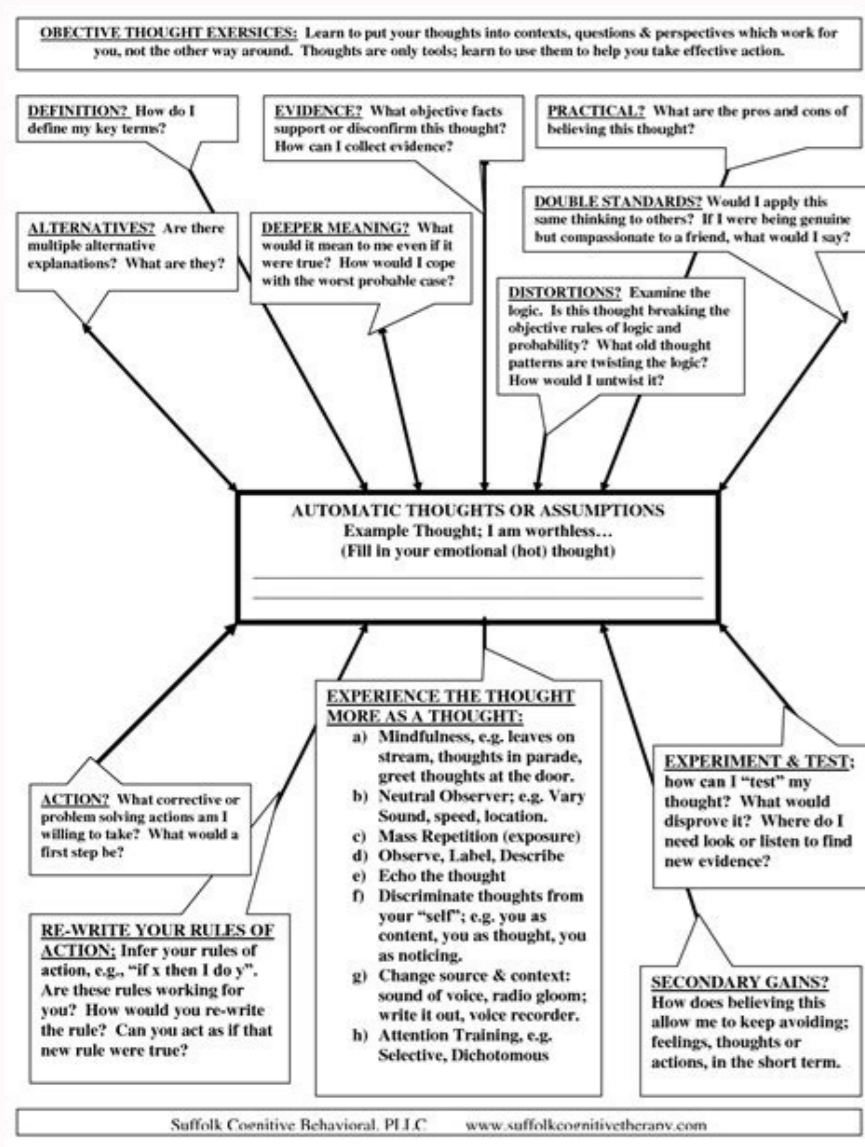 OBECTIVE THOUGHT EXERSICES: Learn to put your thoughts into contexts, questions & perspectives which work for
you, not the other way around. Thoughts are only tools; learn to use them to help you take effective action.
DEFINITION? How do I
define my key terms?
EVIDENCE? What objective facts
support or disconfirm this thought?
How can I collect evidence?
PRACTICAL? What are the pros and cons of
believing this thought?
ALTERNATIVES? Are there
multiple alternative
explanations? What are they?
DEEPER MEANING? What
would it mean to me even if it
were true? How would I cope
with the worst probable case?
DOUBLE STANDARDS? Would I apply this
same thinking to others? If I were being genuine
but compassionate to a friend, what would I say?
DISTORTIONS? Examine the
logic. Is this thought breaking the
objective rules of logic and
probability? What old thought
patterns are twisting the logic?
How would I untwist it?
AUTOMATIC THOUGHTS OR ASSUMPTIONS
Example Thought; I am worthless…
(Fill in your emotional (hot) thought)
ACTION? What corrective or
problem solving actions am I
willing to take? What would a
first step be?
RE-WRITE YOUR RULES OF
ACTION; Infer your rules of
action, e.g., “if x then I do y”.
Are these rules working for
you? How would you re-write
the rule? Can you act as if that
new rule were true?
EXPERIENCE THE THOUGHT
MORE AS A THOUGHT:
a) Mindfulness, e.g. leaves on
stream, thoughts in parade,
greet thoughts at the door.
b) Neutral Observer; e.g. Vary
Sound, speed, location.
c) Mass Repetition (exposure)
d) Observe, Label, Describe
e) Echo the thought
f) Discriminate thoughts from
your “self”; e.g. you as
content, you as thought, you
as noticing.
g) Change source & context:
sound of voice, radio gloom;
write it out, voice recorder.
h) Attention Training, e.g.
Selective, Dichotomous
EXPERIMENT & TEST;
how can I “test” my
thought? What would
disprove it? Where do I
need look or listen to find
new evidence?
SECONDARY GAINS?
How does believing this
allow me to keep avoiding;
feelings, thoughts or
actions, in the short term.
Suffolk Cognitive Behavioral, PLLC www.suffolkcognitivetherapy.com